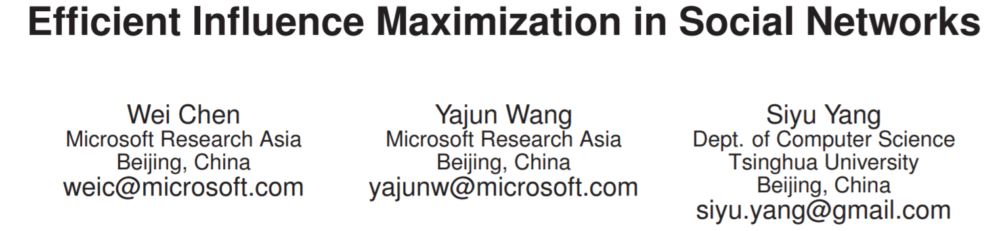 Efficient Influence Maximization in Social Networks
Wei Chen
Microsoft Research Asia
Beijing, China
weic@microsoft.com
Yajun Wang
Microsoft Research Asia
Beijing, China
yajunw@microsoft.com
Siyu Yang
Dept. of Computer Science
Tsinghua University
Beijing, China
siyu.yang@gmail.com